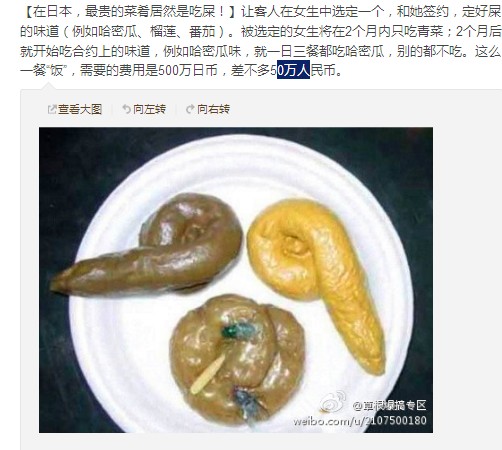 【在日本，最贵的菜肴居然是吃屎！】让客人在女生中选定一个，和她签约，定好屎
的味道（例如哈密瓜、榴莲、番茄）。被选定的女生将在2个月内只吃青菜；2个月后
就开始吃合约上的味道，例如哈密瓜味，就一日三餐都吃哈密瓜，别的都不吃。这么
一餐“饭”，需要的费用是500万日币，差不多50万人民币。
查看大图 向左转 向右转
@草根爆搞专区
weibo.com/u/2107500180